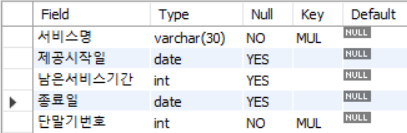 Field Type Null Key Default
서비스명 varchar(30) NO MUL NULL
제공시작일 date YES NULL
남은서비스기간 int YES NULL
종료일 date YES NULL
단말기번호 int NO MUL NULL